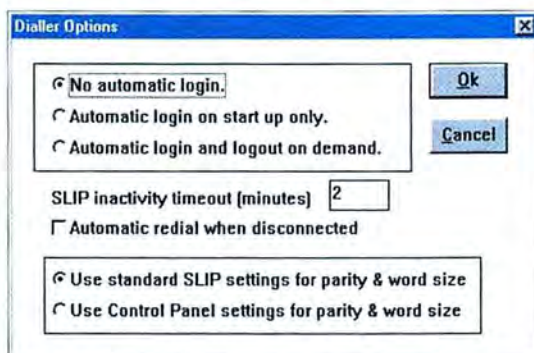 Dialler Options
No automatic login.
Ok
Automatic login on start up only.
Automatic login and logout on demand.
Cancel
SLIP inactivity timeout (minutes) 2
Automatic redial when disconnected
Use standard SLIP settings for parity & word size
Use Control Panel settings for parity & word size